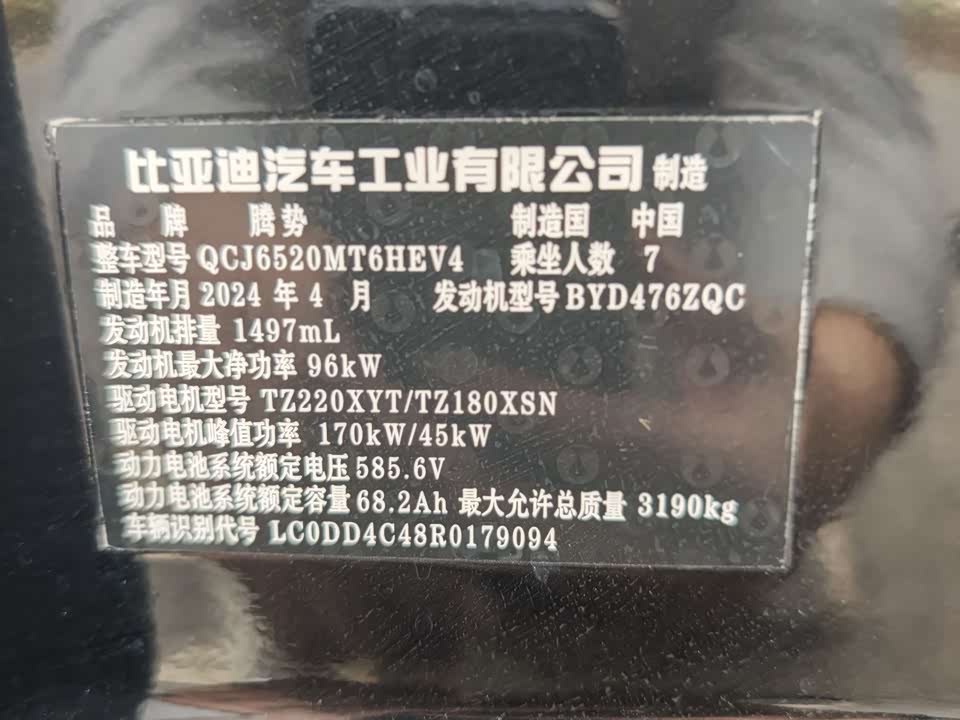 比亚迪汽车工业有限公司 制造
品 牌 腾势 制造国 中国
整车型号 QCJ6520MT6HEV4 乘坐人数 7
制造年月 2024 年 4 月 发动机型号 BYD476ZQC
发动机排量 1497mL
发动机最大净功率 96kW
驱动电机型号 TZ220XYT/TZ180XSN
驱动电机峰值功率 170kW/45kW
动力电池系统额定电压 585.6V
动力电池系统额定容量 68.2Ah 最大允许总质量 3190kg
车辆识别代号 LC0DD4C48R0179094